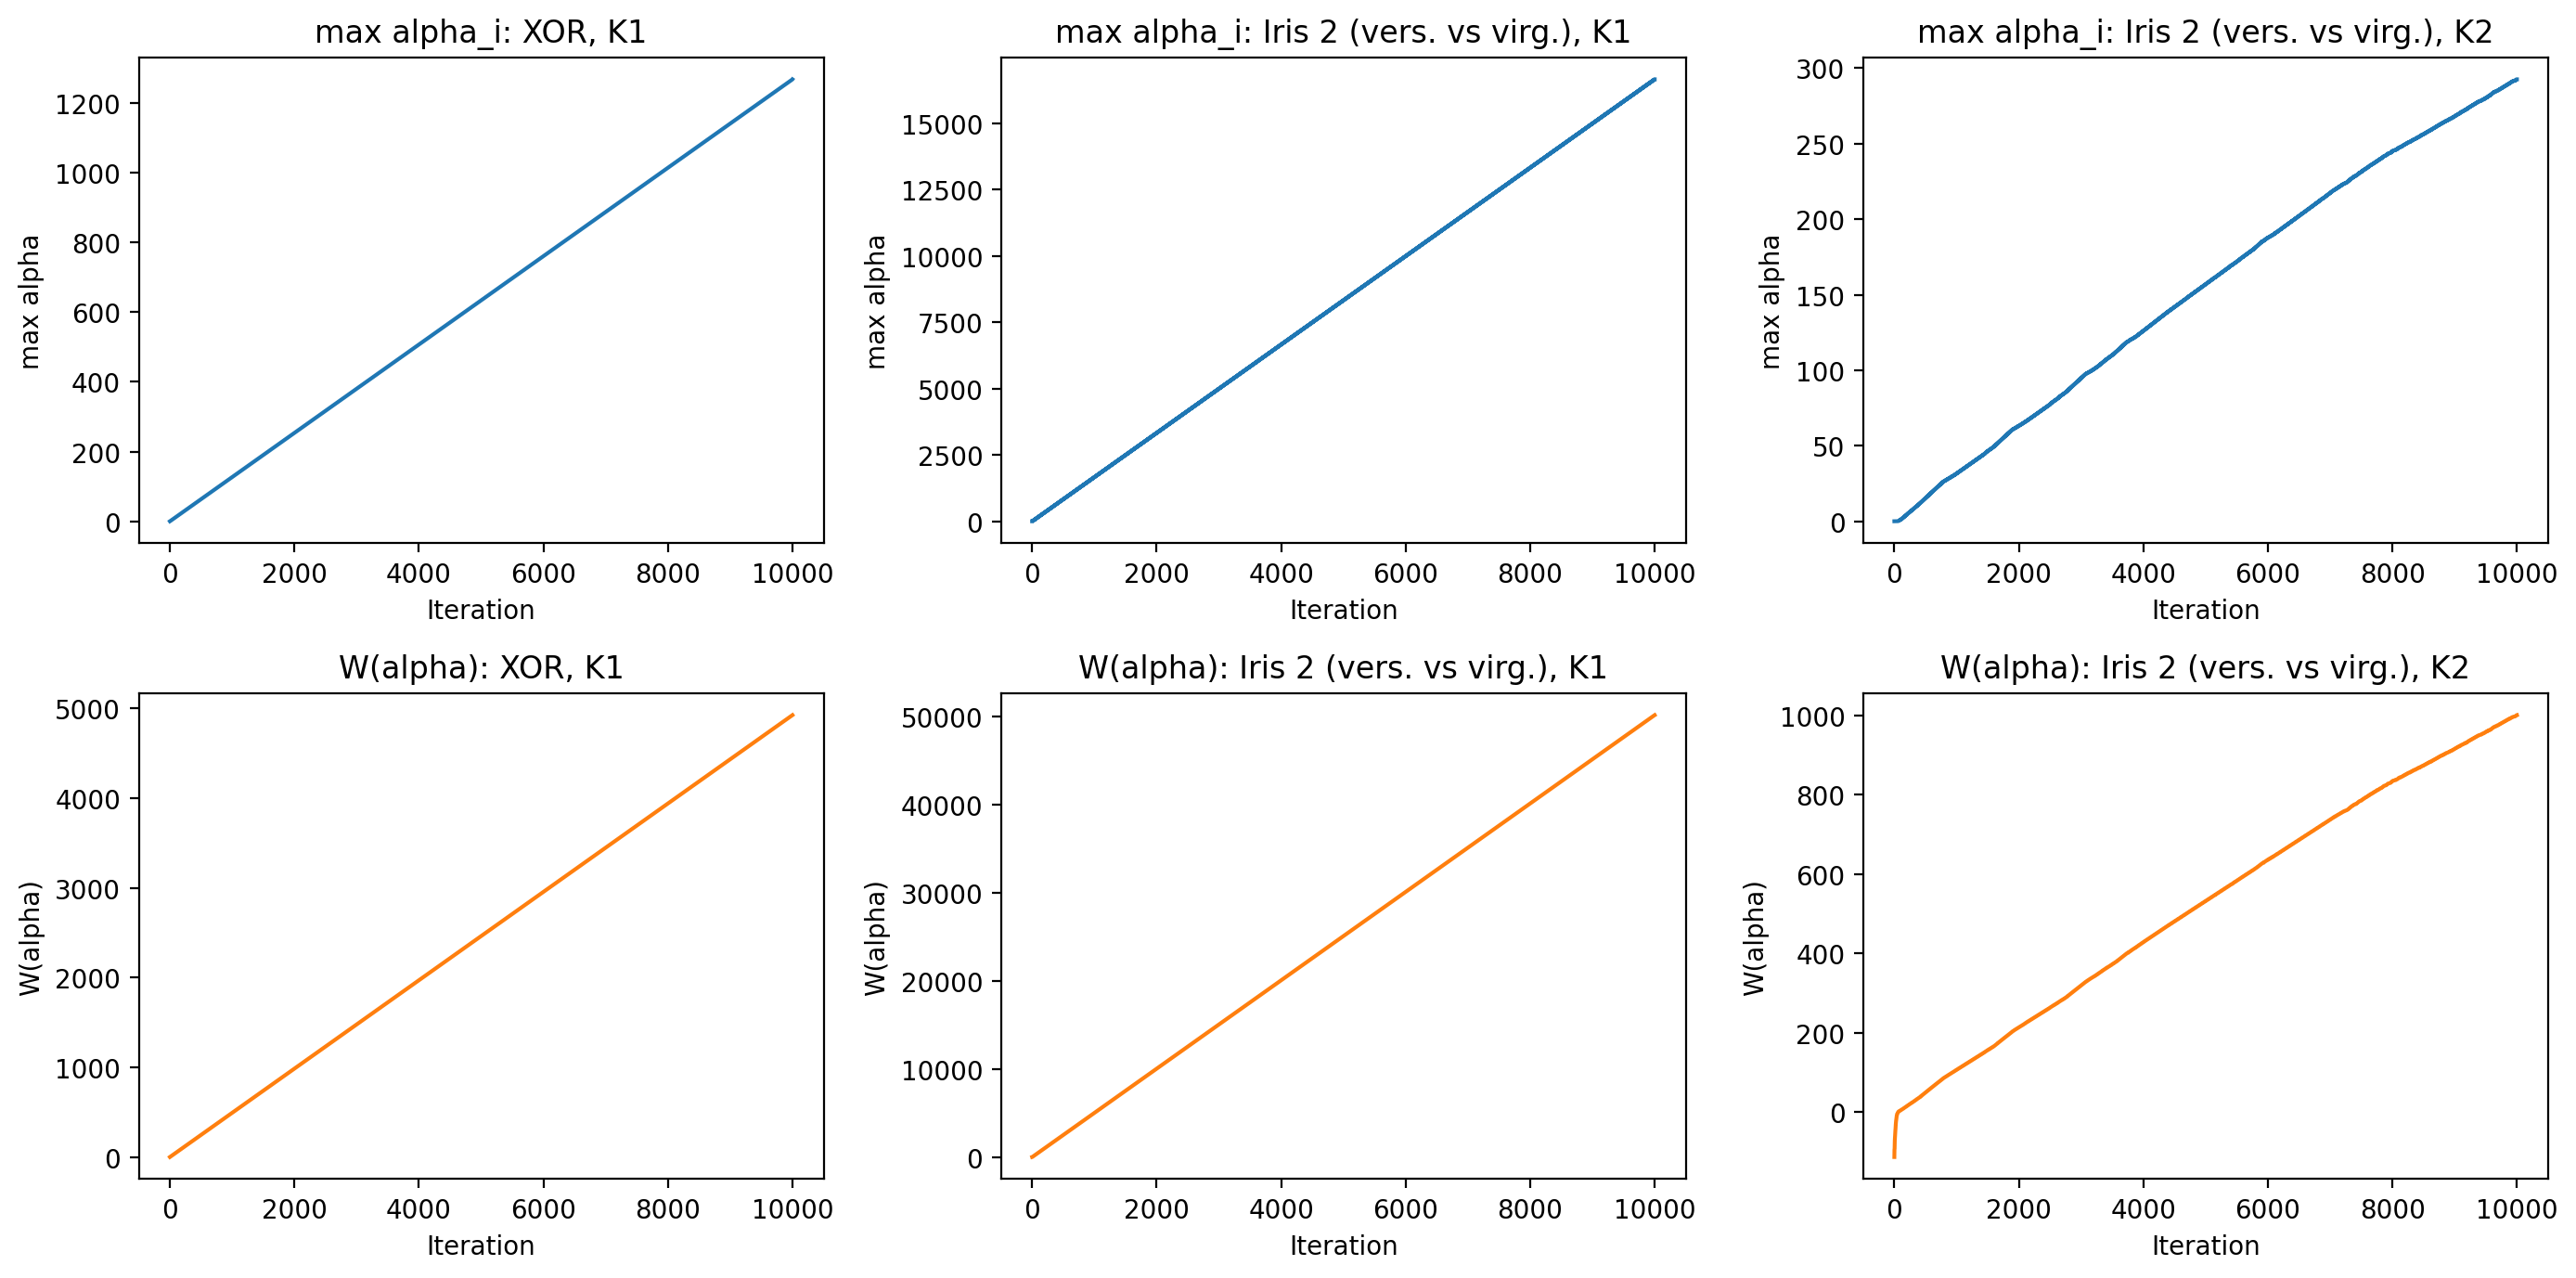 max alpha_i: XOR, K1
max alpha
1200
1000
800
600
400
200
0
0 2000 4000 6000 8000 10000
Iteration
max alpha_i: Iris 2 (vers. vs virg.), K1
max alpha
15000
12500
10000
7500
5000
2500
0
0 2000 4000 6000 8000 10000
Iteration
max alpha_i: Iris 2 (vers. vs virg.), K2
max alpha
300
250
200
150
100
50
0
0 2000 4000 6000 8000 10000
Iteration
W(alpha): XOR, K1
W(alpha)
5000
4000
3000
2000
1000
0
0 2000 4000 6000 8000 10000
Iteration
W(alpha): Iris 2 (vers. vs virg.), K1
W(alpha)
50000
40000
30000
20000
10000
0
0 2000 4000 6000 8000 10000
Iteration
W(alpha): Iris 2 (vers. vs virg.), K2
W(alpha)
1000
800
600
400
200
0
0 2000 4000 6000 8000 10000
Iteration